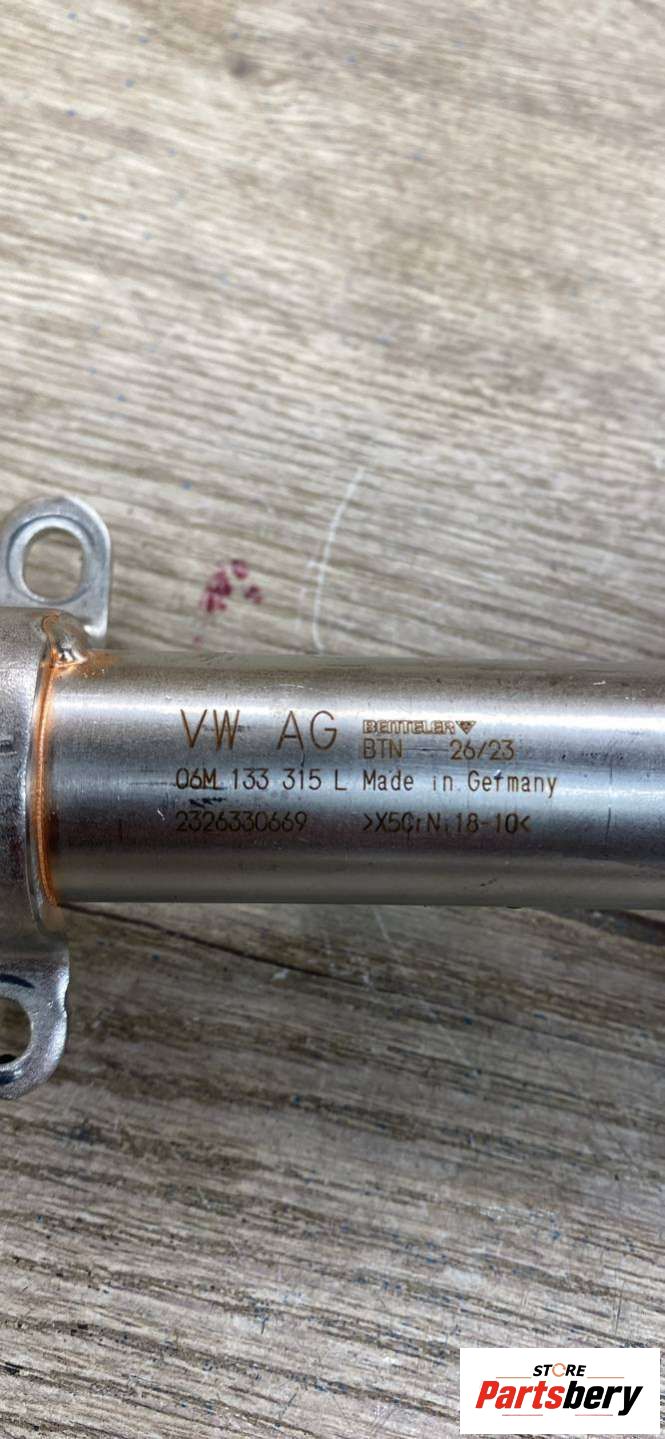 VW AG BENTELER
BTN 26/23
06M 133 315 L Made in Germany
2326330669 >X5CrNi18-10<
STORE
Partsbery